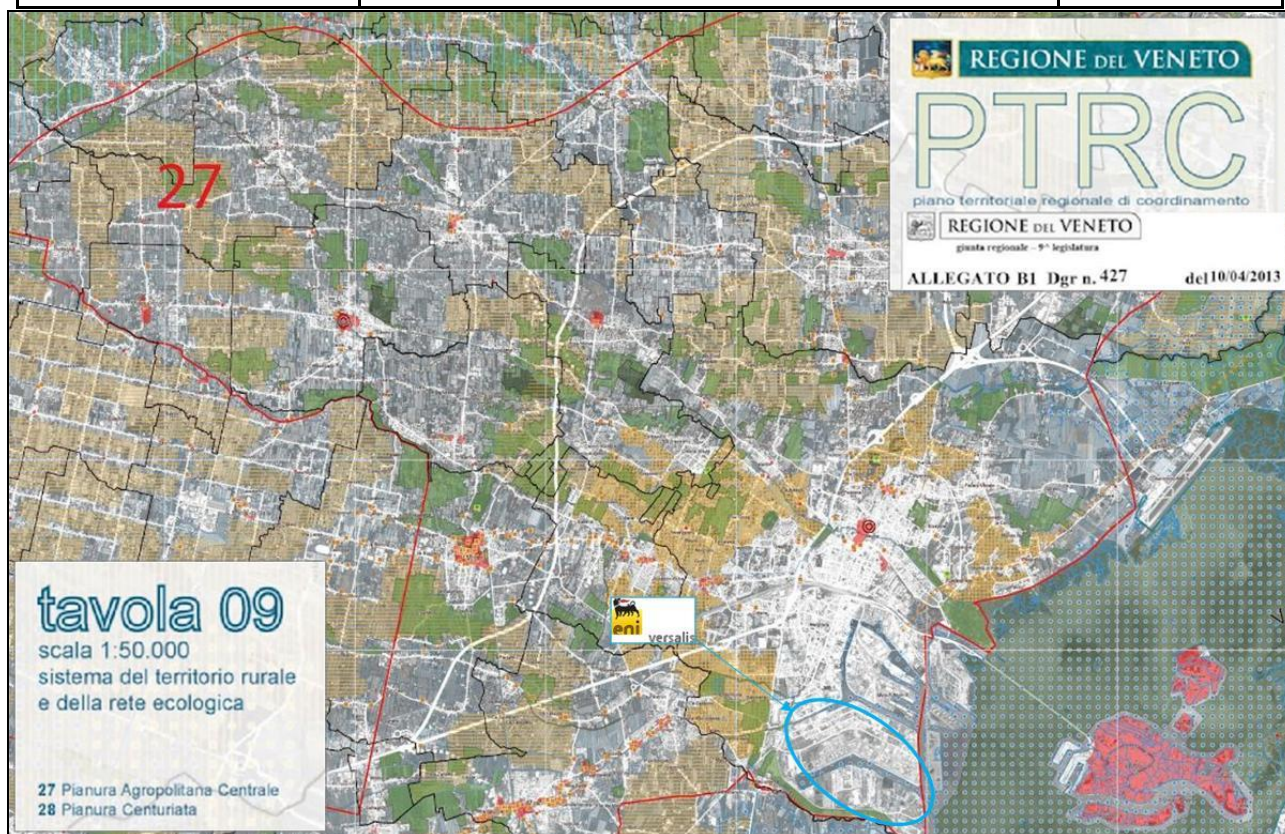 REGIONE DEL VENETO
PTRC
piano territoriale regionale di coordinamento
REGIONE DEL VENETO
giunta regionale – 9^ legislatura
ALLEGATO B1 Dgr n. 427 del 10/04/2013
27
eni
versalis
tavola 09
scala 1:50.000
sistema del territorio rurale
e della rete ecologica
27 Pianura Agropolitana Centrale
28 Pianura Centuriata